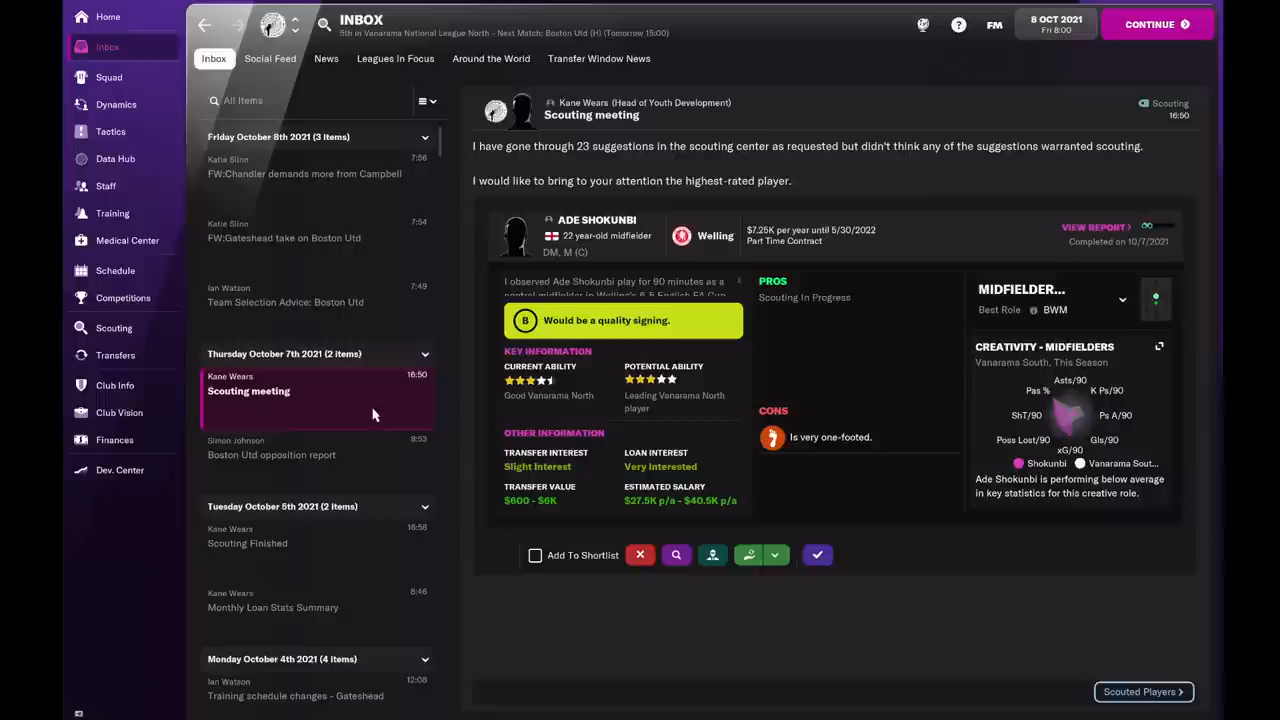 Home
Inbox
Squad
Dynamics
Tactics
Data Hub
Staff
Training
Medical Center
Schedule
Competitions
Scouting
Transfers
Club Info
Club Vision
Finances
Dev. Center
INBOX
5th in Vanarama National League North - Next Match: Boston Utd (H) (Tomorrow 15:00)
FM
8 OCT 2021
Fri 8:00
CONTINUE
Inbox
Social Feed
News
Leagues In Focus
Around the World
Transfer Window News
All Items
Friday October 8th 2021 (3 items)
Katie Slinn
7:56
FW:Chandler demands more from Campbell
Katie Slinn
7:54
FW:Gateshead take on Boston Utd
Ian Watson
7:49
Team Selection Advice: Boston Utd
Thursday October 7th 2021 (2 items)
Kane Wears
16:50
Scouting meeting
Simon Johnson
8:53
Boston Utd opposition report
Tuesday October 5th 2021 (2 items)
Kane Wears
16:58
Scouting Finished
Kane Wears
8:46
Monthly Loan Stats Summary
Monday October 4th 2021 (4 items)
Ian Watson
12:08
Training schedule changes - Gateshead
Kane Wears (Head of Youth Development)
Scouting meeting
Scouting
16:50
I have gone through 23 suggestions in the scouting center as requested but didn't think any of the suggestions warranted scouting.
I would like to bring to your attention the highest-rated player.
ADE SHOKUNBI
22 year-old midfielder
DM, M (C)
Welling
$7.25K per year until 5/30/2022
Part Time Contract
VIEW REPORT >
Completed on 10/7/2021
I observed Ade Shokunbi play for 90 minutes as a
central midfielder in Welling's 6-5 English FA Cup
B
Would be a quality signing.
KEY INFORMATION
CURRENT ABILITY
Good Vanarama North
POTENTIAL ABILITY
Leading Vanarama North
player
OTHER INFORMATION
TRANSFER INTEREST
Slight Interest
LOAN INTEREST
Very Interested
TRANSFER VALUE
$600 - $6K
ESTIMATED SALARY
$27.5K p/a - $40.5K p/a
PROS
Scouting In Progress
CONS
Is very one-footed.
MIDFIELDER...
Best Role
BWM
CREATIVITY - MIDFIELDERS
Vanarama South, This Season
Asts/90
Pas %
K Ps/90
ShT/90
Ps A/90
Poss Lost/90
Gls/90
xG/90
Shokunbi
Vanarama Sout...
Ade Shokunbi is performing below average
in key statistics for this creative role.
Add To Shortlist
Scouted Players >